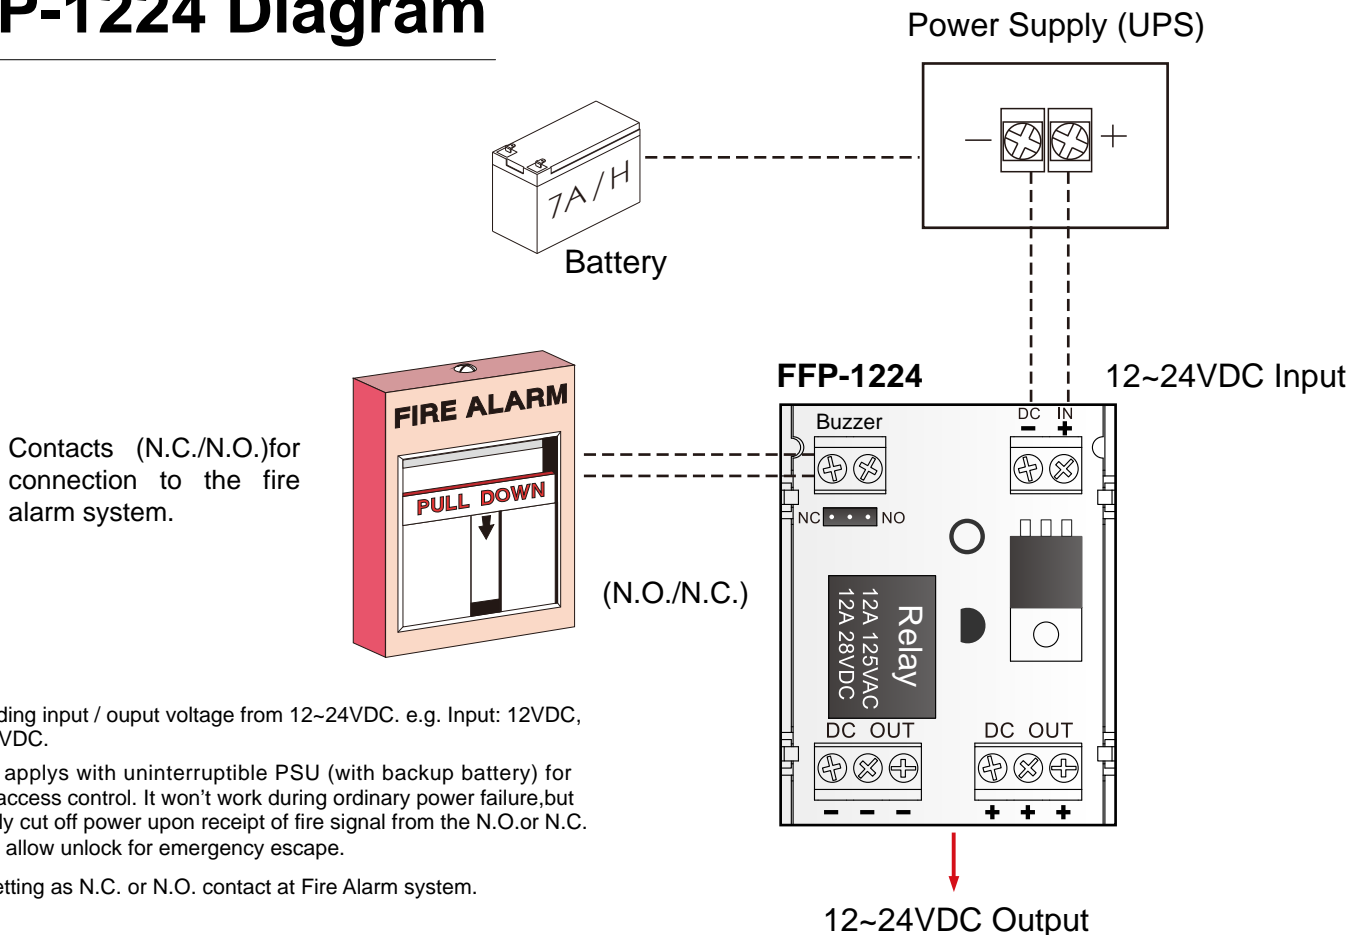 P-1224 Diagram
Power Supply (UPS)
− +
7A/H
Battery
FFP-1224
12~24VDC Input
FIRE ALARM
PULL DOWN
Contacts (N.C./N.O.)for
connection to the fire
alarm system.
(N.O./N.C.)
Buzzer
DC IN
− +
NC NO
Relay
12A 125VAC
12A 28VDC
DC OUT
DC OUT
− − −
+ + +
12~24VDC Output
ding input / ouput voltage from 12~24VDC. e.g. Input: 12VDC,
VDC.
applys with uninterruptible PSU (with backup battery) for
access control. It won’t work during ordinary power failure,but
ly cut off power upon receipt of fire signal from the N.O.or N.C.
allow unlock for emergency escape.
etting as N.C. or N.O. contact at Fire Alarm system.